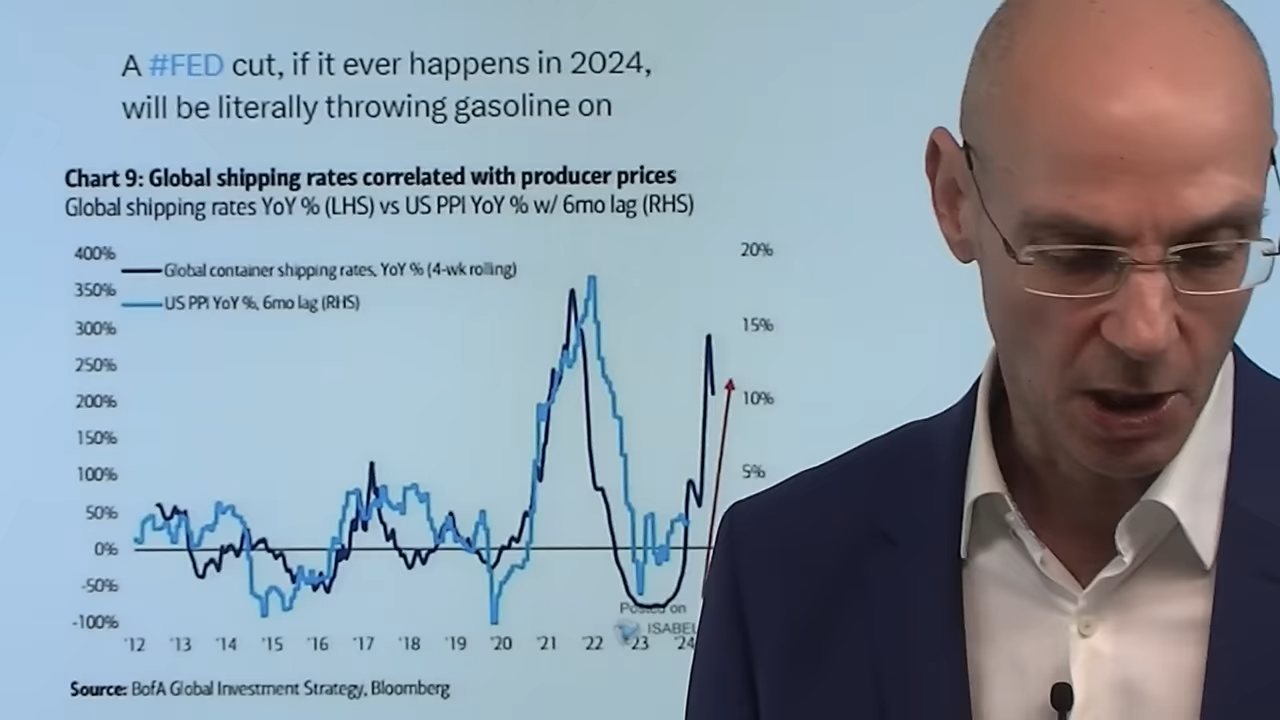 A #FED cut, if it ever happens in 2024,
will be literally throwing gasoline on
Chart 9: Global shipping rates correlated with producer prices
Global shipping rates YoY % (LHS) vs US PPI YoY % w/ 6mo lag (RHS)
400%
350%
300%
250%
200%
150%
100%
50%
0%
-50%
-100%
20%
15%
10%
5%
Global container shipping rates, YoY % (4-wk rolling)
US PPI YoY %, 6mo lag (RHS)
Posted on
ISABEL
'12 '13 '14 '15 '16 '17 '18 '19 '20 '21 '22 '23 '24
Source: BofA Global Investment Strategy, Bloomberg